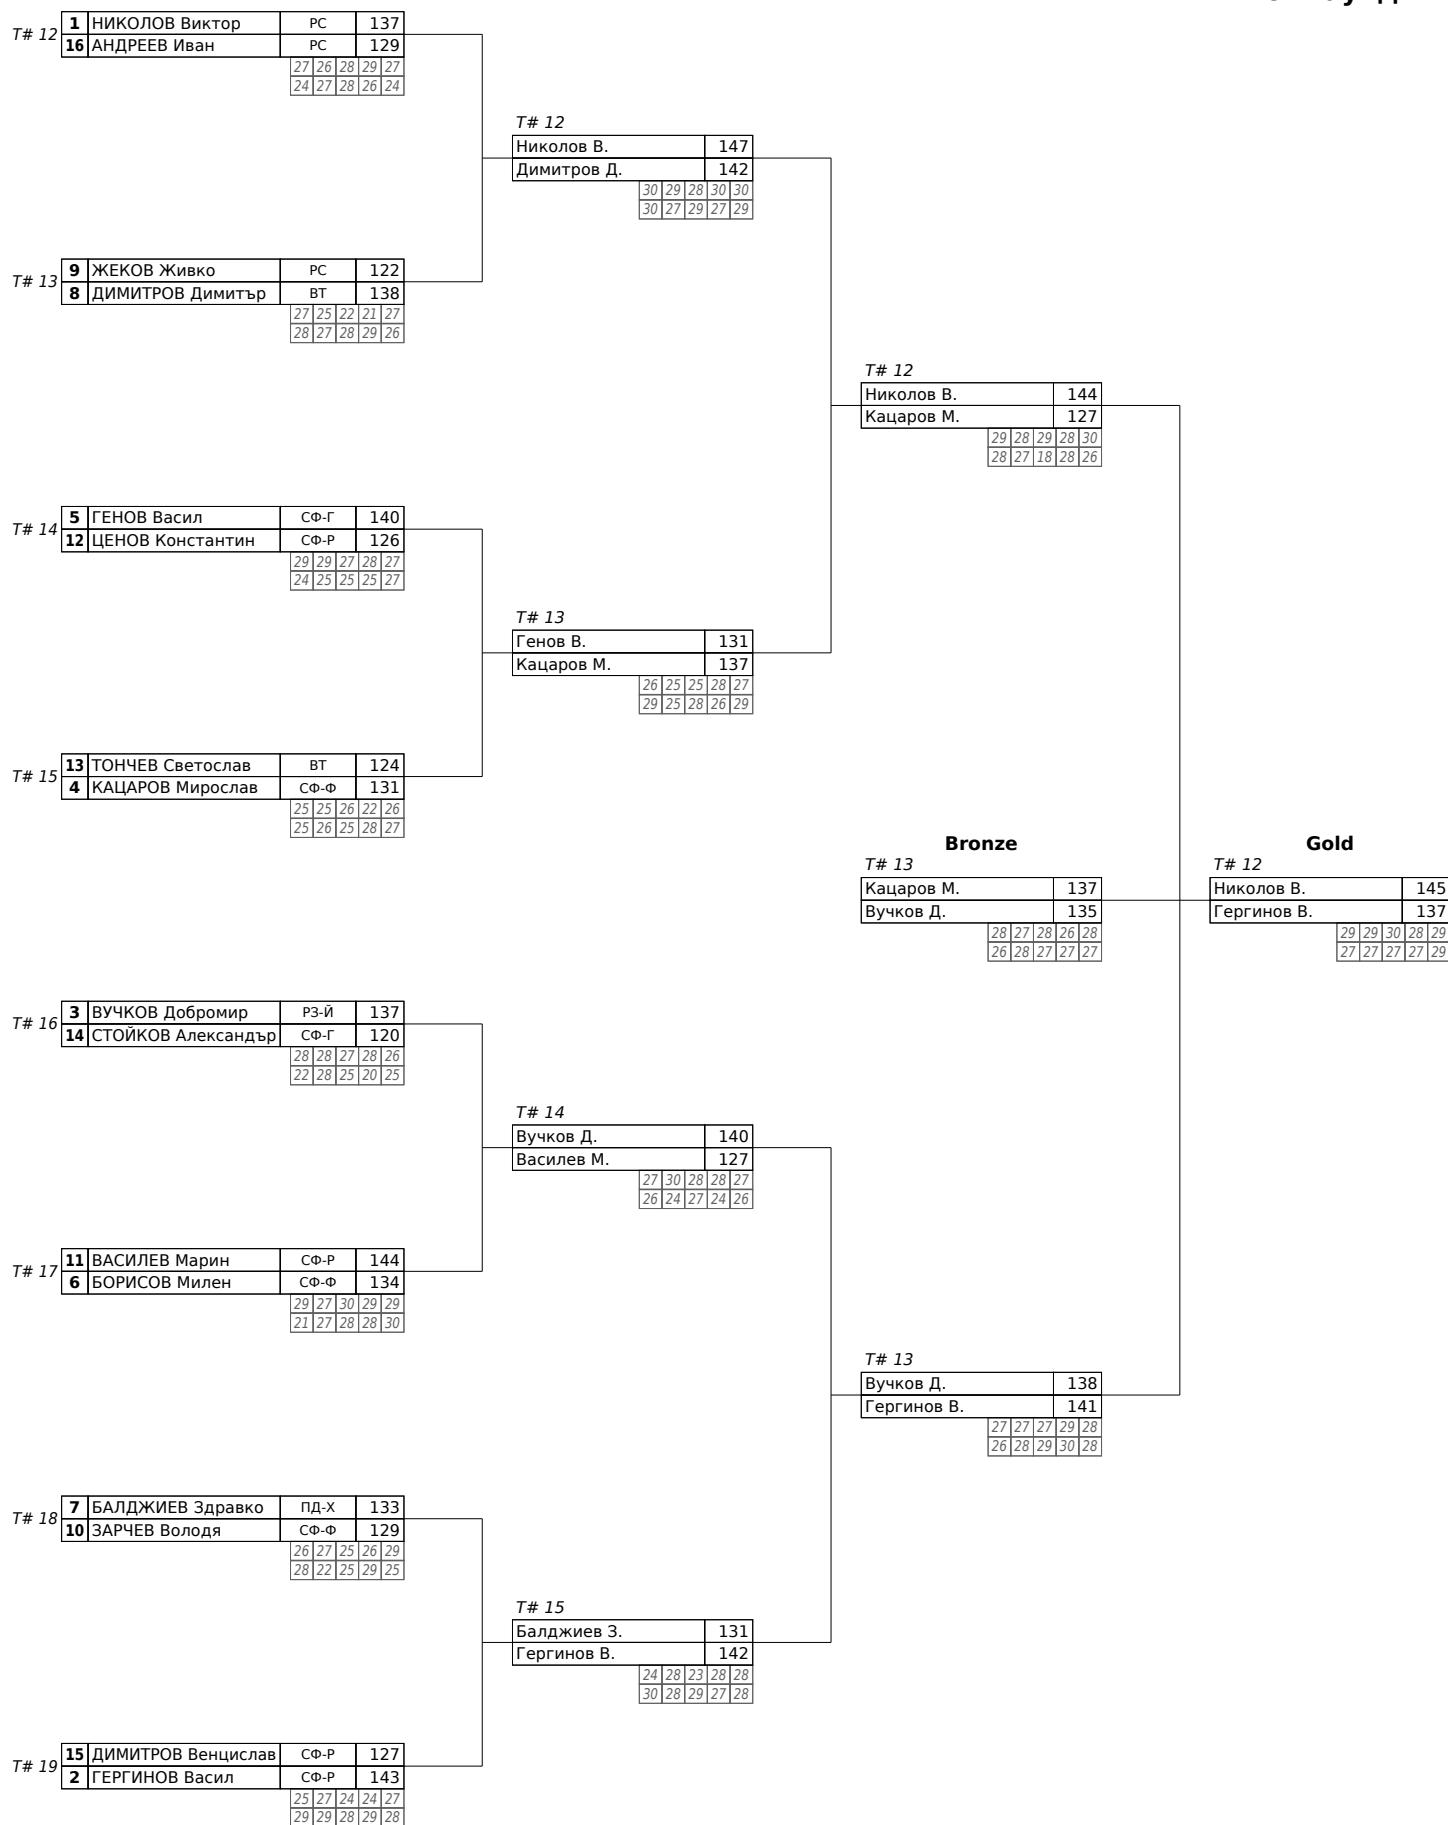 T# 12
1 НИКОЛОВ Виктор РС 137
16 АНДРЕЕВ Иван РС 129
27 26 28 29 27
24 27 28 26 24
T# 13
9 ЖЕКОВ Живко РС 122
8 ДИМИТРОВ Димитър ВТ 138
27 25 22 21 27
28 27 28 29 26
T# 14
5 ГЕНОВ Васил СФ-Г 140
12 ЦЕНОВ Константин СФ-Р 126
29 29 27 28 27
24 25 25 25 27
T# 15
13 ТОНЧЕВ Светослав ВТ 124
4 КАЦАРОВ Мирослав СФ-Ф 131
25 25 26 22 26
25 26 25 28 27
T# 16
3 ВУЧКОВ Добромир РЗ-Й 137
14 СТОЙКОВ Александър СФ-Г 120
28 28 27 28 26
22 28 25 20 25
T# 17
11 ВАСИЛЕВ Марин СФ-Р 144
6 БОРИСОВ Милен СФ-Ф 134
29 27 30 29 29
21 27 28 28 30
T# 18
7 БАЛДЖИЕВ Здравко ПД-Х 133
10 ЗАРЧЕВ Володя СФ-Ф 129
26 27 25 26 29
28 22 25 29 25
T# 19
15 ДИМИТРОВ Венцислав СФ-Р 127
2 ГЕРГИНОВ Васил СФ-Р 143
25 27 24 24 27
29 29 28 29 28
T# 12
Николов В. 147
Димитров Д. 142
30 29 28 30 30
30 27 29 27 29
T# 13
Генов В. 131
Кацаров М. 137
26 25 25 28 27
29 25 28 26 29
T# 14
Вучков Д. 140
Василев М. 127
27 30 28 28 27
26 24 27 24 26
T# 15
Балджиев З. 131
Гергинов В. 142
24 28 23 28 28
30 28 29 27 28
T# 12
Николов В. 144
Кацаров М. 127
29 28 29 28 30
28 27 18 28 26
T# 13
Вучков Д. 138
Гергинов В. 141
27 27 27 29 28
26 28 29 30 28
Bronze
T# 13
Кацаров М. 137
Вучков Д. 135
28 27 28 26 28
26 28 27 27 27
Gold
T# 12
Николов В. 145
Гергинов В. 137
29 29 30 28 29
27 27 27 27 29